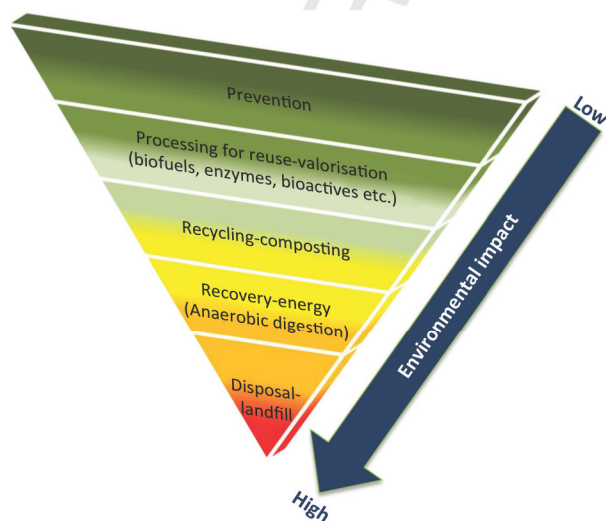 Prevention
Processing for reuse-valorisation
(biofuels, enzymes, bioactives etc.)
Recycling-composting
Recovery-energy
(Anaerobic digestion)
Disposal-
landfill
Low
Environmental impact
High